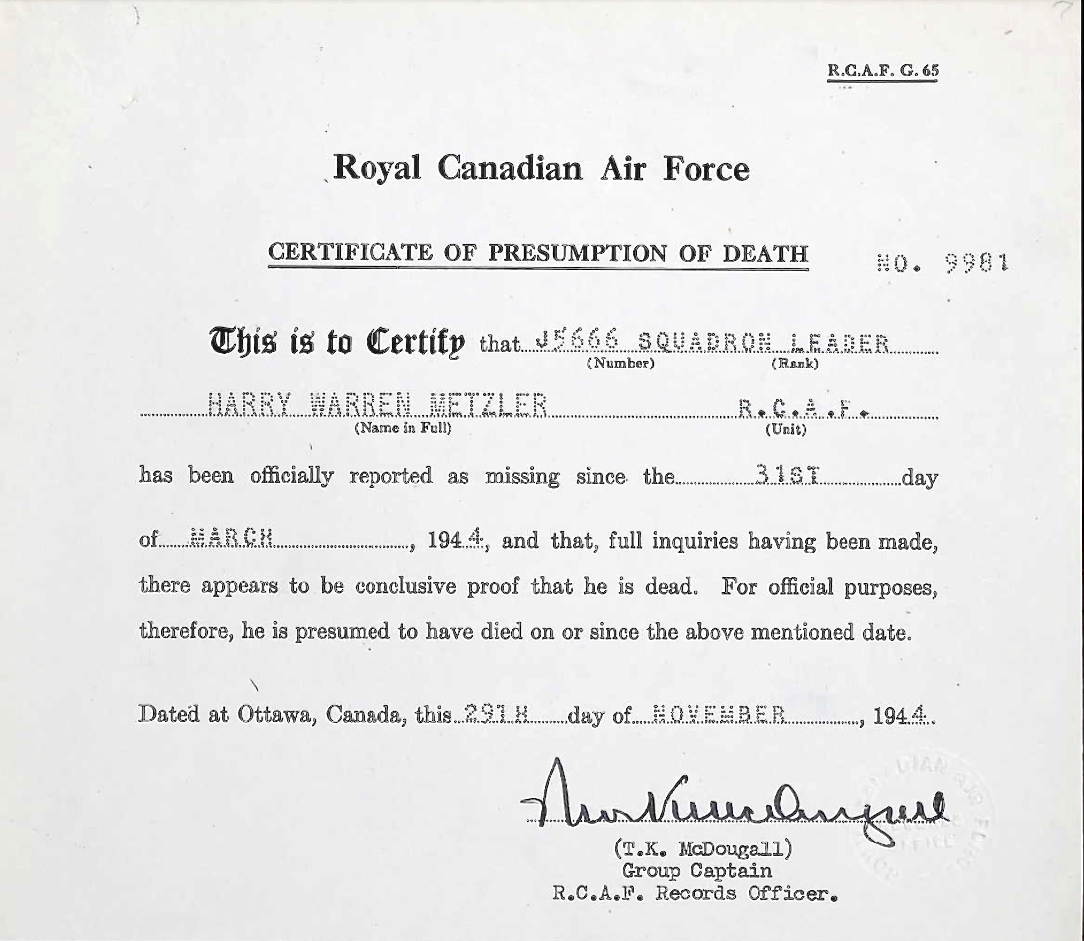 R.C.A.F. G. 65
Royal Canadian Air Force
CERTIFICATE OF PRESUMPTION OF DEATH NO. 9981
This is to Certify that J5666 SQUADRON LEADER
(Number) (Rank)
HARRY WARREN METZLER R.C.A.F.
(Name in Full) (Unit)
has been officially reported as missing since the 31ST day
of MARCH, 1944, and that, full inquiries having been made,
there appears to be conclusive proof that he is dead. For official purposes,
therefore, he is presumed to have died on or since the above mentioned date.
Dated at Ottawa, Canada, this 29TH day of NOVEMBER, 1944.
(T.K. McDougall)
Group Captain
R.C.A.F. Records Officer.